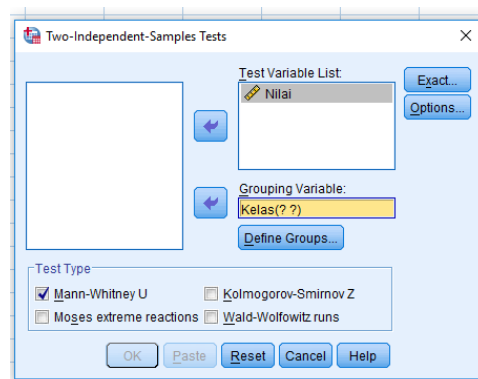 Two-Independent-Samples Tests
Test Variable List:
Nilai
Exact...
Options...
Grouping Variable:
Kelas(? ?)
Define Groups...
Test Type
Mann-Whitney U
Kolmogorov-Smirnov Z
Moses extreme reactions
Wald-Wolfowitz runs
OK
Paste
Reset
Cancel
Help